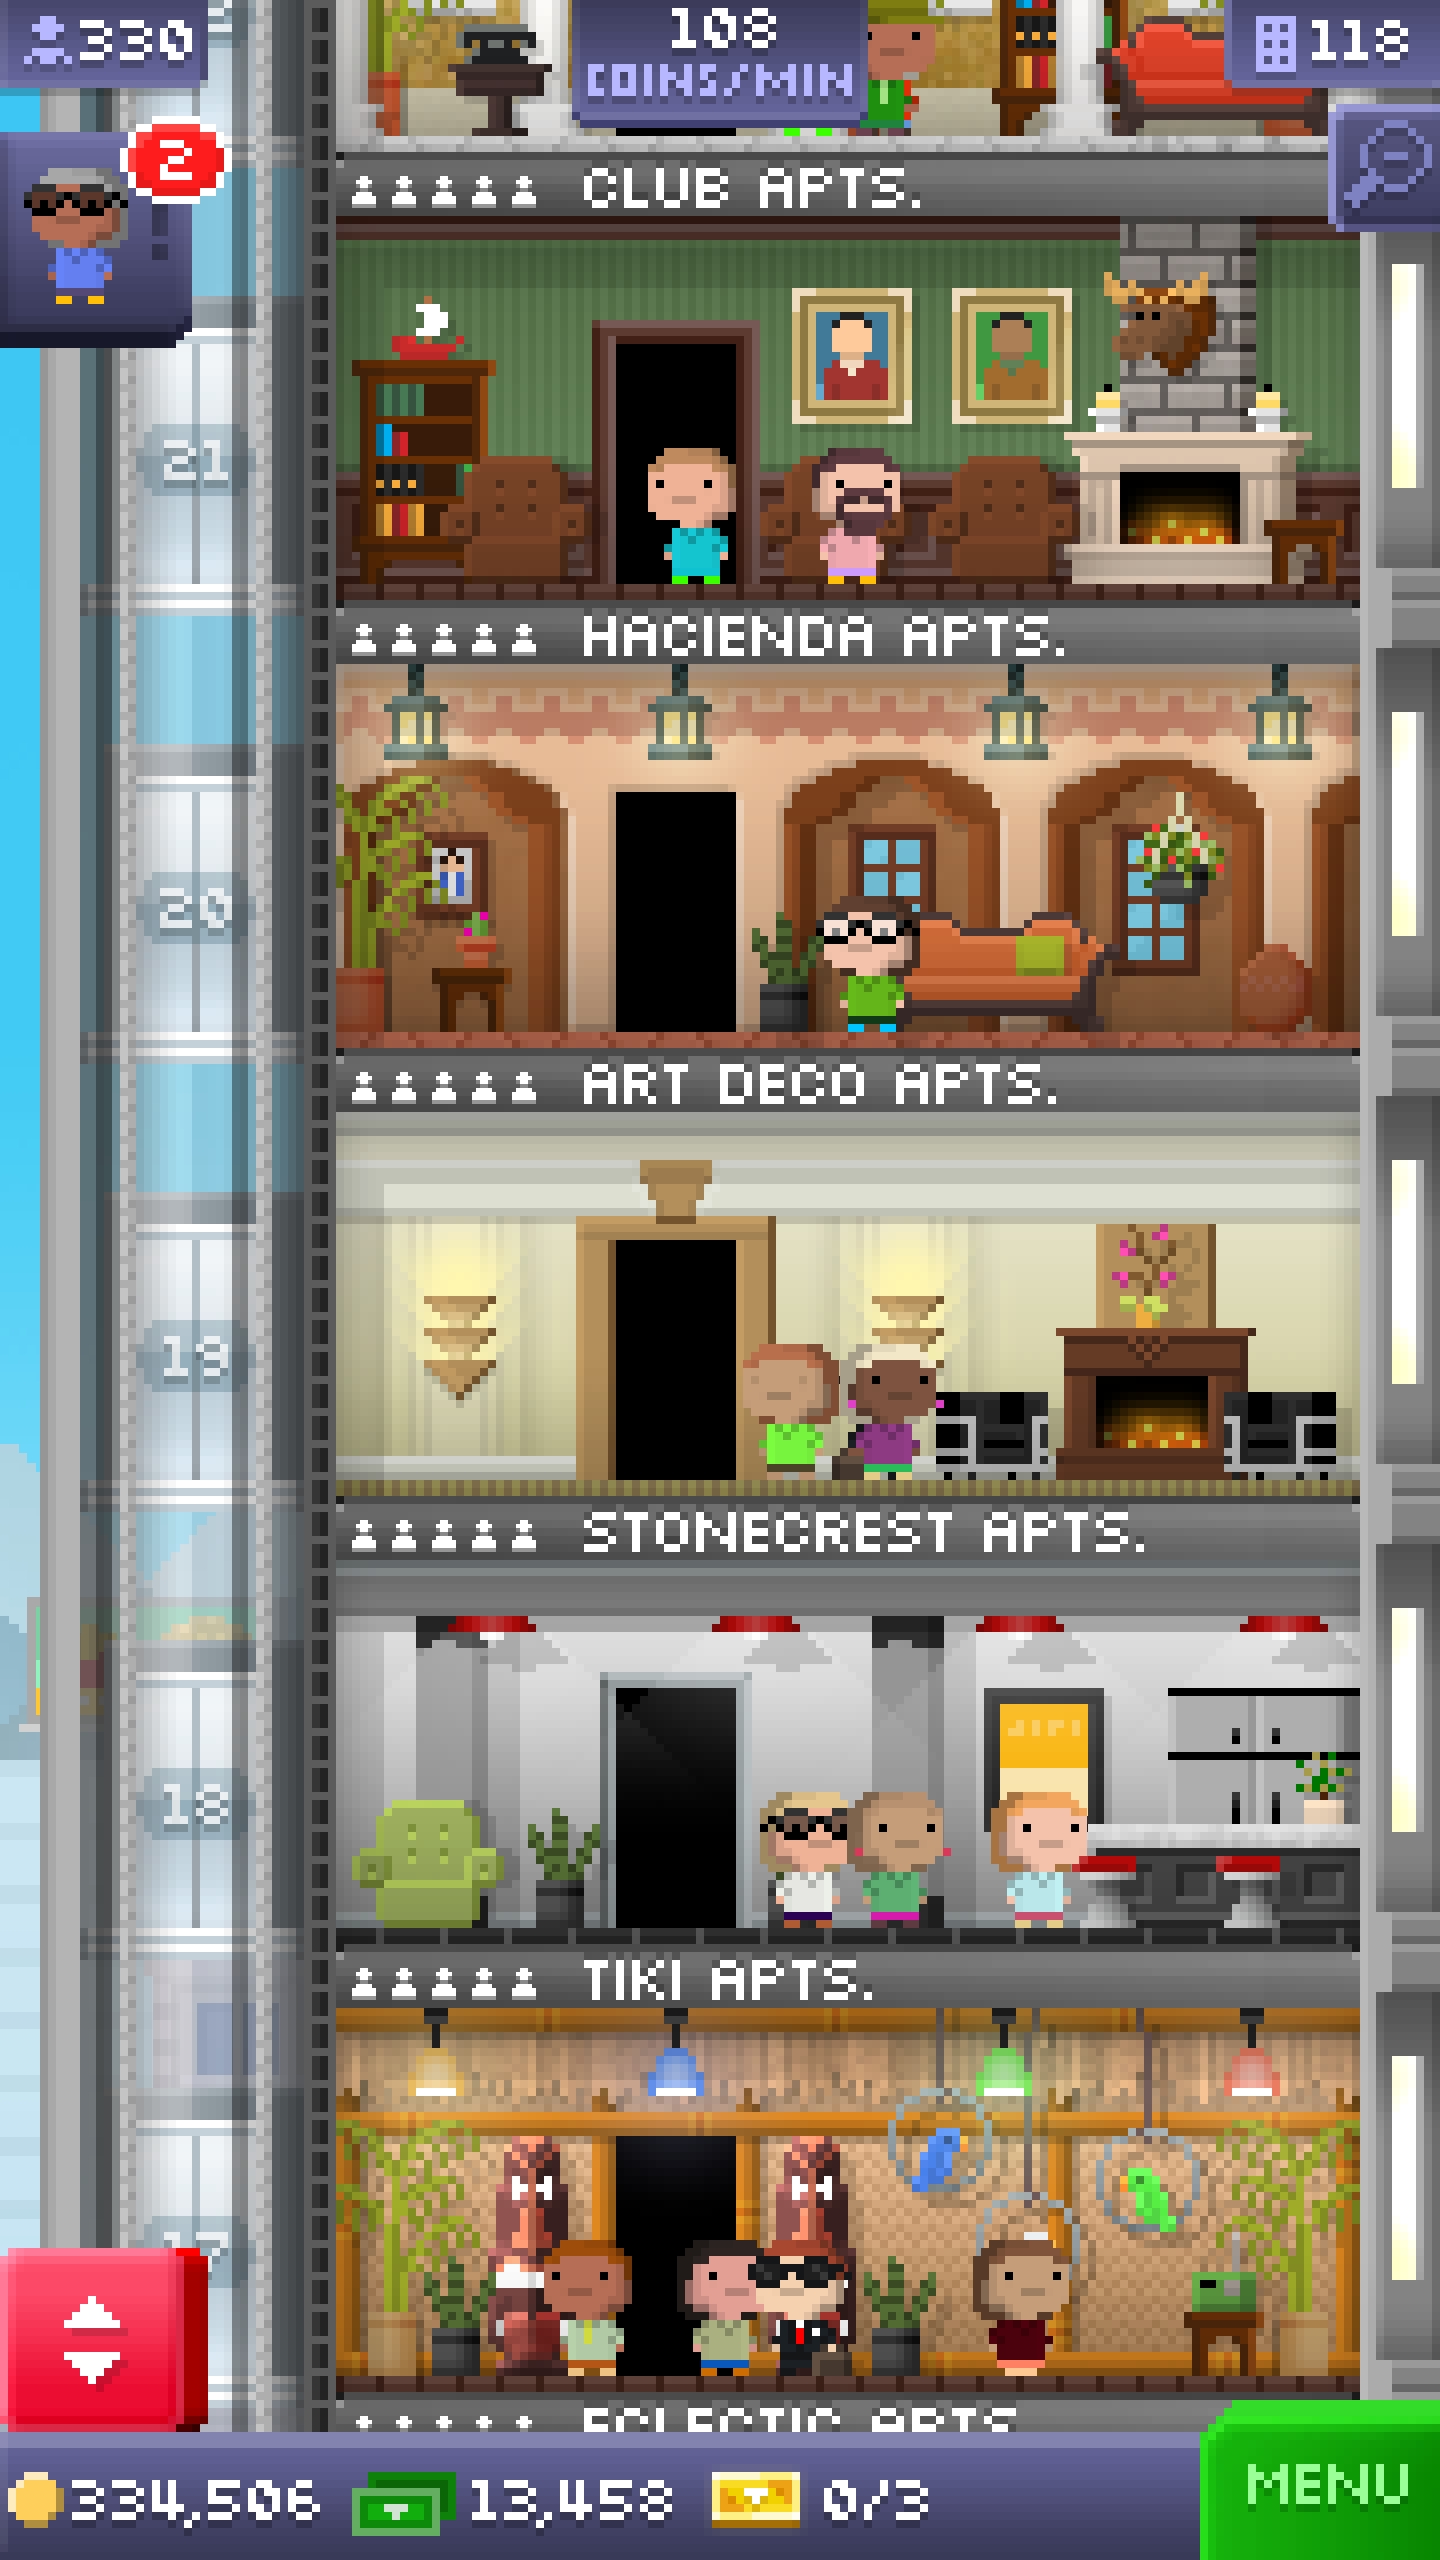 330
108
COINS/MIN
118
2
CLUB APTS.
21
HACIENDA APTS.
20
ART DECO APTS.
19
STONECREST APTS.
18
TIKI APTS.
17
ECLECTIC APTS.
334,506
13,458
0/3
MENU